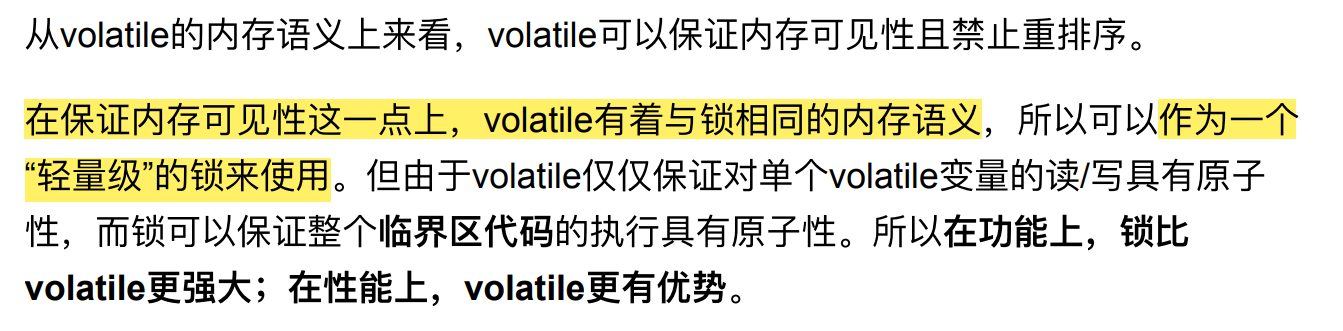 从volatile的内存语义上来看，volatile可以保证内存可见性且禁止重排序。
在保证内存可见性这一点上，volatile有着与锁相同的内存语义，所以可以作为一个
“轻量级”的锁来使用。但由于volatile仅仅保证对单个volatile变量的读/写具有原子
性，而锁可以保证整个临界区代码的执行具有原子性。所以在功能上，锁比
volatile更强大；在性能上，volatile更有优势。